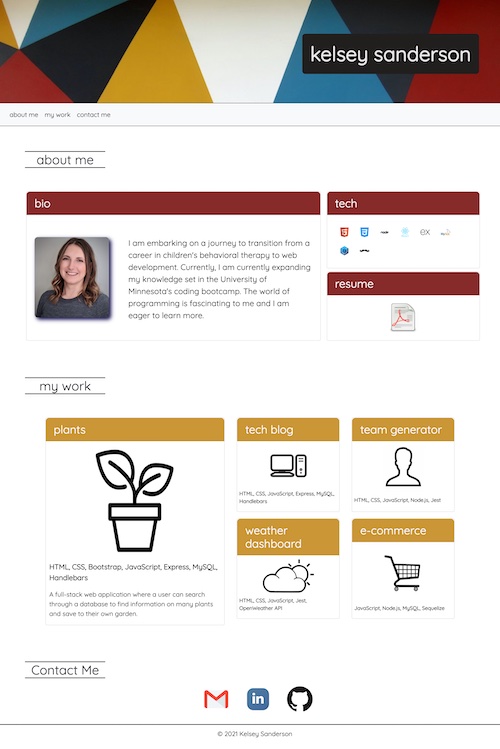 kelsey sanderson
about me my work contact me
about me
bio
I am embarking on a journey to transition from a
career in children's behavioral therapy to web
development. Currently, I am currently expanding
my knowledge set in the University of
Minnesota's coding bootcamp. The world of
programming is fascinating to me and I am
eager to learn more.
tech
ex
resume
my work
plants
HTML, CSS, Bootstrap, JavaScript, Express, MySQL,
Handlebars
A full-stack web application where a user can search
through a database to find information on many plants
and save to their own garden.
tech blog
HTML, CSS, JavaScript, Express, MySQL,
Handlebars
team generator
HTML, CSS, JavaScript, Node.js, Jest
weather
dashboard
HTML, CSS, JavaScript, Jest,
Openweather API
e-commerce
JavaScript, Node.js, MySQL, Sequelize
Contact Me
in
© 2021 Kelsey Sanderson